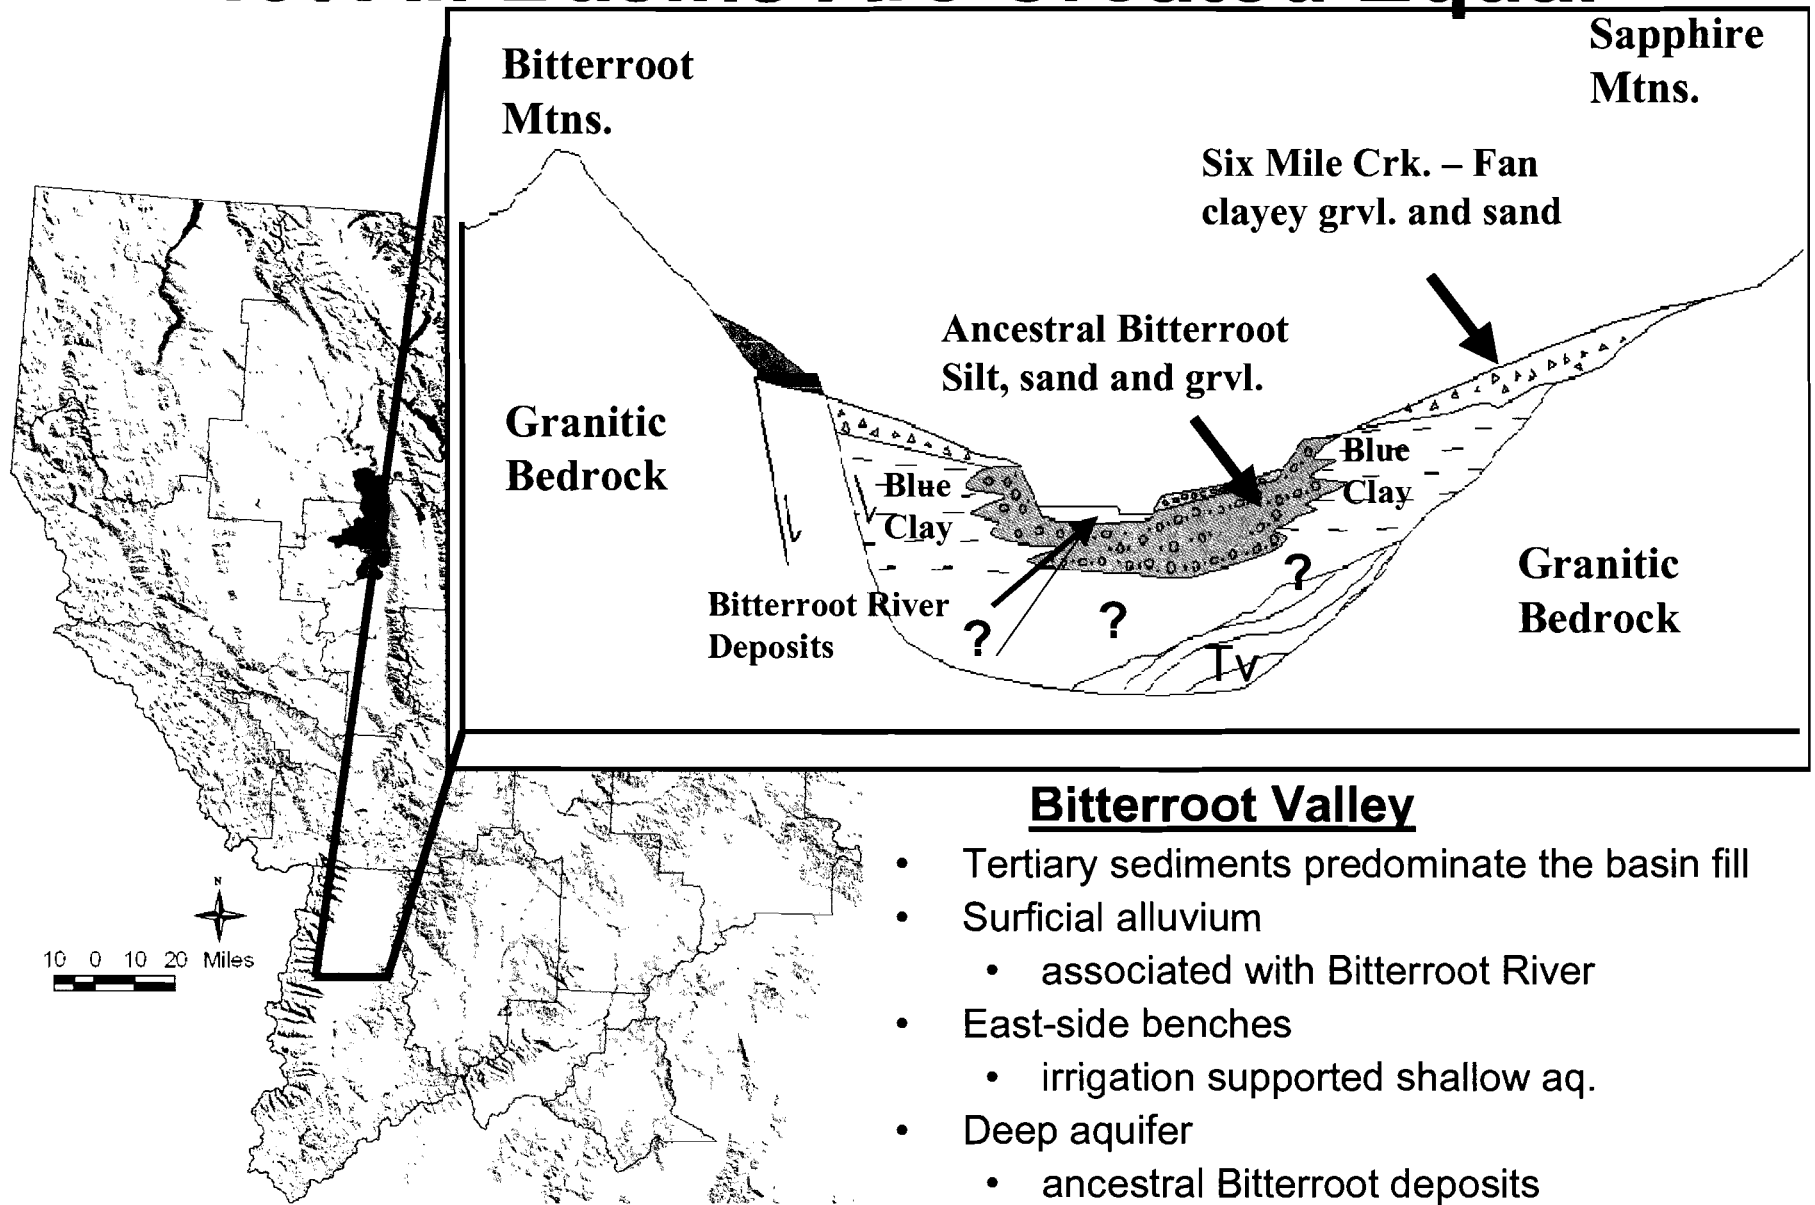 Bitterroot
Mtns.
Sapphire
Mtns.
Six Mile Crk. – Fan
clayey grvl. and sand
Ancestral Bitterroot
Silt, sand and grvl.
Granitic
Bedrock
Blue
Clay
Blue
Clay
Bitterroot River
Deposits
?
?
?
Tv
Granitic
Bedrock
N
10 0 10 20 Miles
Bitterroot Valley
• Tertiary sediments predominate the basin fill
• Surficial alluvium
• associated with Bitterroot River
• East-side benches
• irrigation supported shallow aq.
• Deep aquifer
• ancestral Bitterroot deposits